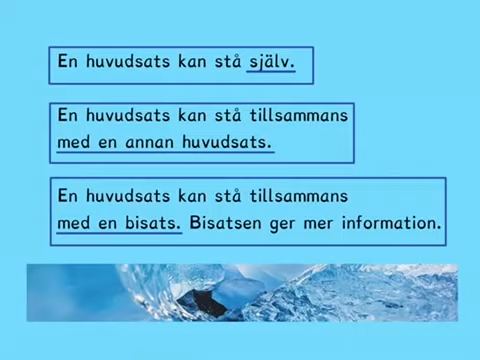 En huvudsats kan stå själv.
En huvudsats kan stå tillsammans
med en annan huvudsats.
En huvudsats kan stå tillsammans
med en bisats. Bisatsen ger mer information.